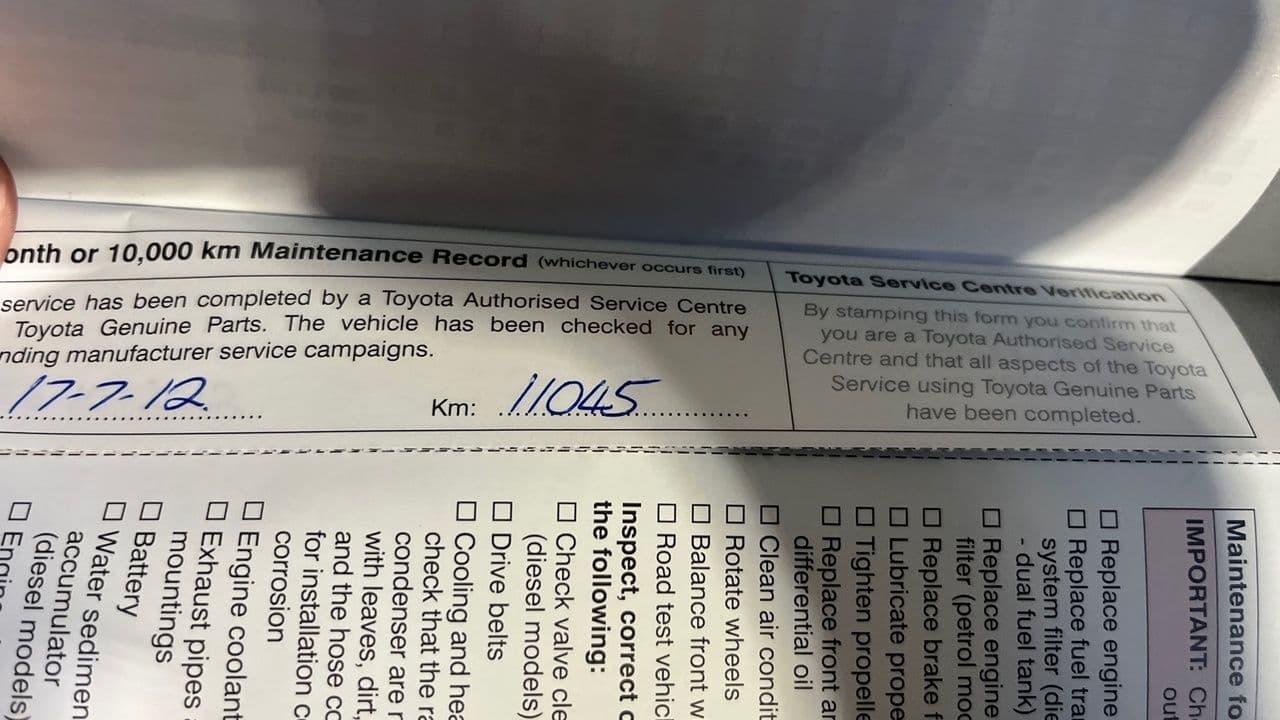 onth or 10,000 km Maintenance Record (whichever occurs first)
service has been completed by a Toyota Authorised Service Centre
Toyota Genuine Parts. The vehicle has been checked for any
nding manufacturer service campaigns.
17-7-12.
Km: 11045
Toyota Service Centre Verification
By stamping this form you confirm that
you are a Toyota Authorised Service
Centre and that all aspects of the Toyota
Service using Toyota Genuine Parts
have been completed.
Maintenance fo
IMPORTANT: Ch
ou
☐ Replace engine
☐ Replace fuel tra
system filter (die
- dual fuel tank)
☐ Replace engine
filter (petrol mod
☐ Replace brake f
☐ Lubricate prope
☐ Tighten propelle
☐ Replace front an
differential oil
☐ Clean air condit
☐ Rotate wheels
☐ Balance front w
☐ Road test vehicl
Inspect, correct o
the following:
☐ Check valve cle
(diesel models)
☐ Drive belts
☐ Cooling and hea
check that the ra
condenser are n
with leaves, dirt,
and the hose co
for installation c
corrosion
☐ Engine coolant
☐ Exhaust pipes a
mountings
☐ Battery
☐ Water sedimen
accumulator
(diesel models)
☐ Engine